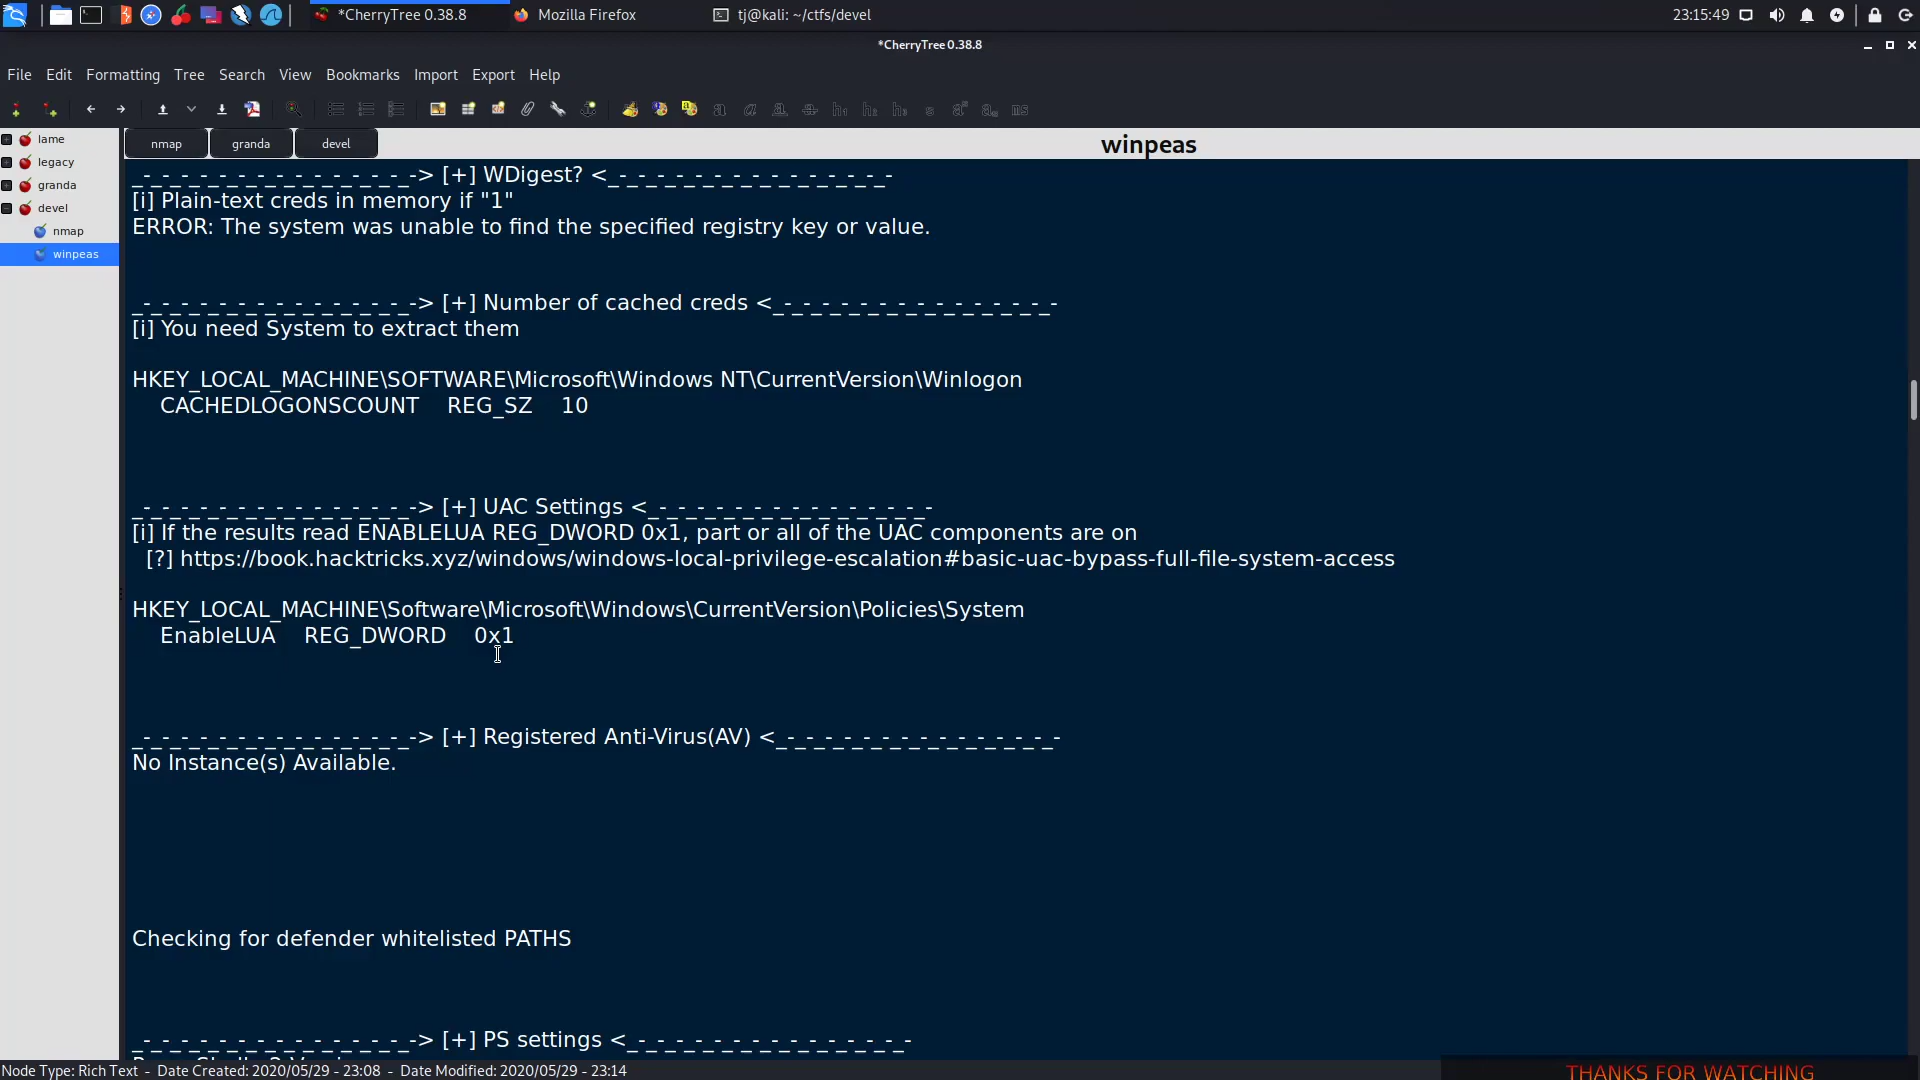 *CherryTree 0.38.8
Mozilla Firefox
tj@kali: ~/ctfs/devel
23:15:49
*CherryTree 0.38.8
File Edit Formatting Tree Search View Bookmarks Import Export Help
lame
legacy
granda
devel
nmap
winpeas
nmap granda devel
winpeas
_-_-_-_-_-_-_-_-_-_-_-_-_-_-_-> [+] WDigest? <_-_-_-_-_-_-_-_-_-_-_-_-_-_-_-
[i] Plain-text creds in memory if "1"
ERROR: The system was unable to find the specified registry key or value.
_-_-_-_-_-_-_-_-_-_-_-_-_-_-_-> [+] Number of cached creds <_-_-_-_-_-_-_-_-_-_-_-_-_-_-_-
[i] You need System to extract them
HKEY_LOCAL_MACHINE\SOFTWARE\Microsoft\Windows NT\CurrentVersion\Winlogon
CACHEDLOGONSCOUNT    REG_SZ    10
_-_-_-_-_-_-_-_-_-_-_-_-_-_-_-> [+] UAC Settings <_-_-_-_-_-_-_-_-_-_-_-_-_-_-_-
[i] If the results read ENABLELUA REG_DWORD 0x1, part or all of the UAC components are on
[?] https://book.hacktricks.xyz/windows/windows-local-privilege-escalation#basic-uac-bypass-full-file-system-access
HKEY_LOCAL_MACHINE\Software\Microsoft\Windows\CurrentVersion\Policies\System
EnableLUA    REG_DWORD    0x1
_-_-_-_-_-_-_-_-_-_-_-_-_-_-_-> [+] Registered Anti-Virus(AV) <_-_-_-_-_-_-_-_-_-_-_-_-_-_-_-
No Instance(s) Available.
Checking for defender whitelisted PATHS
_-_-_-_-_-_-_-_-_-_-_-_-_-_-_-> [+] PS settings <_-_-_-_-_-_-_-_-_-_-_-_-_-_-_-
Node Type: Rich Text - Date Created: 2020/05/29 - 23:08 - Date Modified: 2020/05/29 - 23:14
THANKS FOR WATCHING